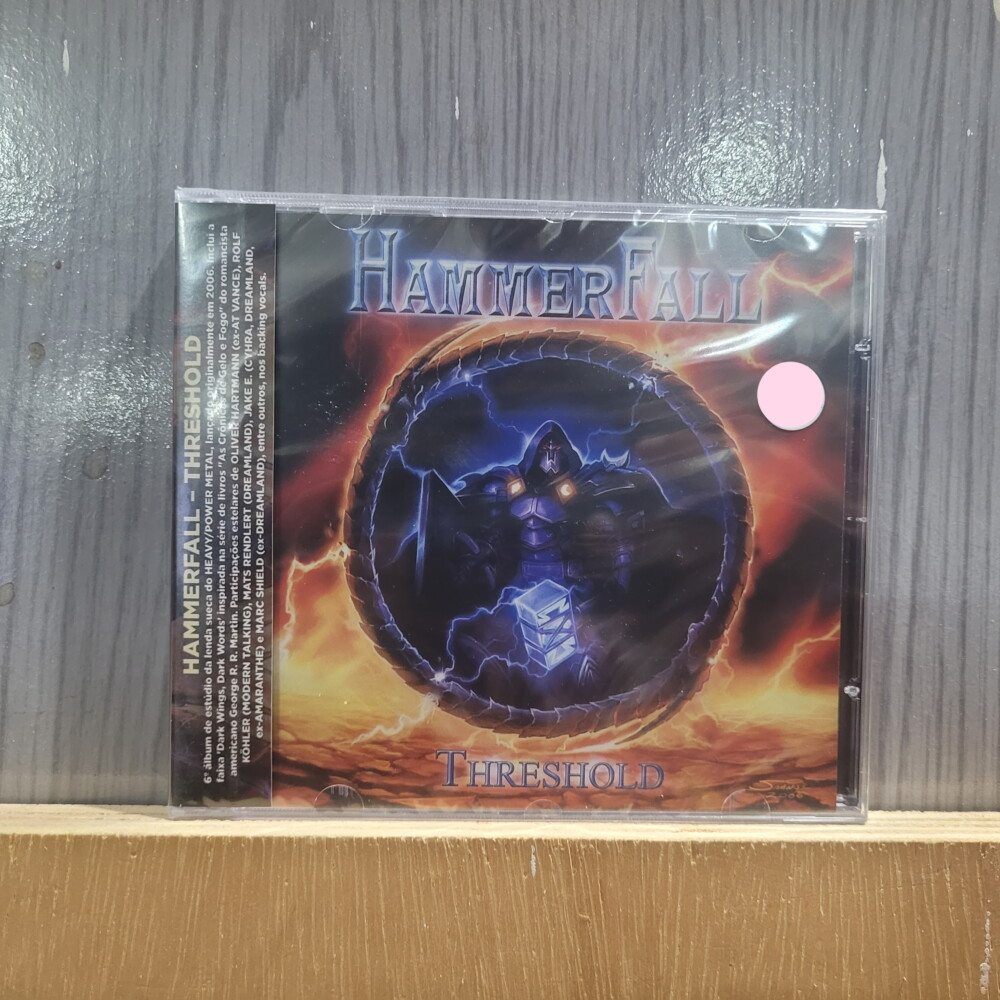 HAMMERFALL – THRESHOLD
6º álbum de estúdio da lenda sueca do HEAVY/POWER METAL, lançado originalmente em 2006. Inclui a
faixa 'Dark Wings, Dark Words' inspirada na série de livros "As Crônicas de Gelo e Fogo" do romancista
americano George R. R. Martin. Participações estelares de OLIVER HARTMANN (ex-AT VANCE), ROLF
KÖHLER (MODERN TALKING), MATS RENDLERT (DREAMLAND), JAKE E. (CYHRA, DREAMLAND,
ex-AMARANTHE) e MARC SHIELD (ex-DREAMLAND), entre outros, nos backing vocals.
HAMMERFALL
THRESHOLD